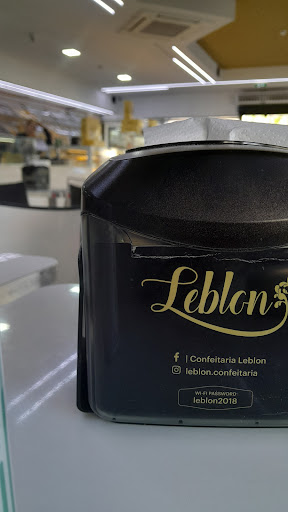 Leblon
| Confeitaria Leblon
leblon.confeitaria
WI-FI PASSWORD:
leblon2018